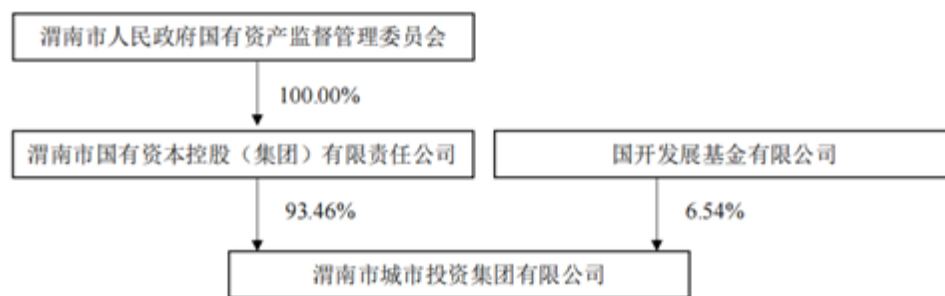 渭南市人民政府国有资产监督管理委员会
100.00%
渭南市国有资本控股（集团）有限责任公司
国开发展基金有限公司
93.46%
6.54%
渭南市城市投资集团有限公司